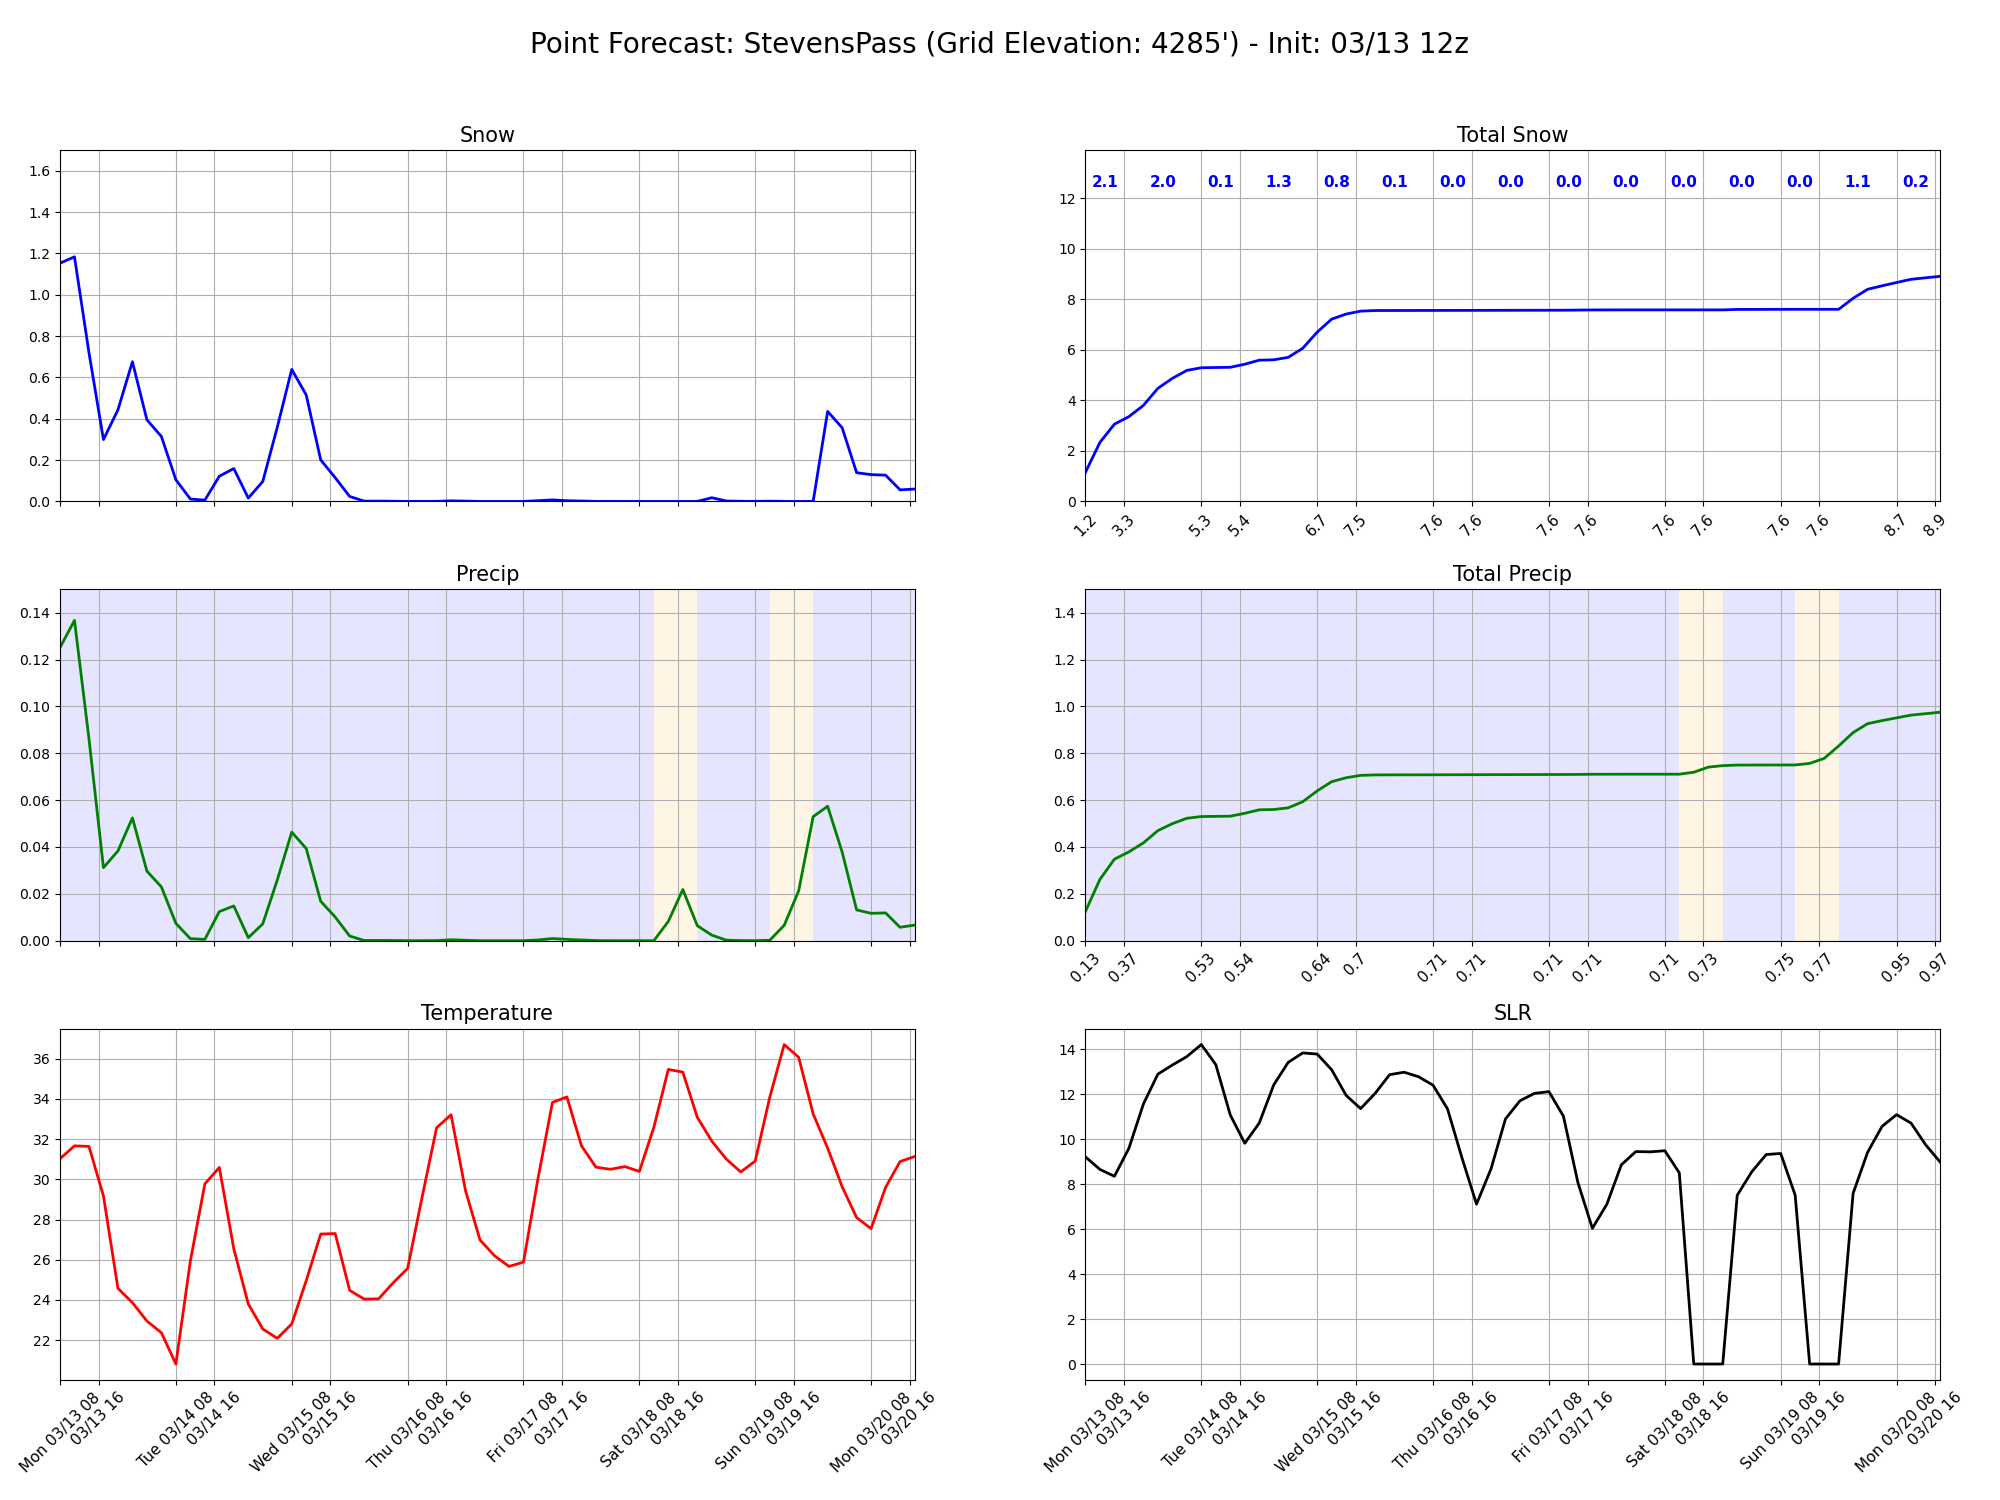 Point Forecast: StevensPass (Grid Elevation: 4285') - Init: 03/13 12z
Snow
1.6
1.4
1.2
1.0
0.8
0.6
0.4
0.2
0.0
Total Snow
2.1 2.0 0.1 1.3 0.8 0.1 0.0 0.0 0.0 0.0 0.0 0.0 0.0 1.1 0.2
12
10
8
6
4
2
0
1.2 3.3 5.3 5.4 6.7 7.5 7.6 7.6 7.6 7.6 7.6 7.6 7.6 7.6 8.7 8.9
Precip
0.14
0.12
0.10
0.08
0.06
0.04
0.02
0.00
Total Precip
1.4
1.2
1.0
0.8
0.6
0.4
0.2
0.0
0.13 0.37 0.53 0.54 0.64 0.7 0.71 0.71 0.71 0.71 0.71 0.73 0.75 0.77 0.95 0.97
Temperature
36
34
32
30
28
26
24
22
Mon 03/13 08
03/13 16
Tue 03/14 08
03/14 16
Wed 03/15 08
03/15 16
Thu 03/16 08
03/16 16
Fri 03/17 08
03/17 16
Sat 03/18 08
03/18 16
Sun 03/19 08
03/19 16
Mon 03/20 08
03/20 16
SLR
14
12
10
8
6
4
2
0
Mon 03/13 08
03/13 16
Tue 03/14 08
03/14 16
Wed 03/15 08
03/15 16
Thu 03/16 08
03/16 16
Fri 03/17 08
03/17 16
Sat 03/18 08
03/18 16
Sun 03/19 08
03/19 16
Mon 03/20 08
03/20 16